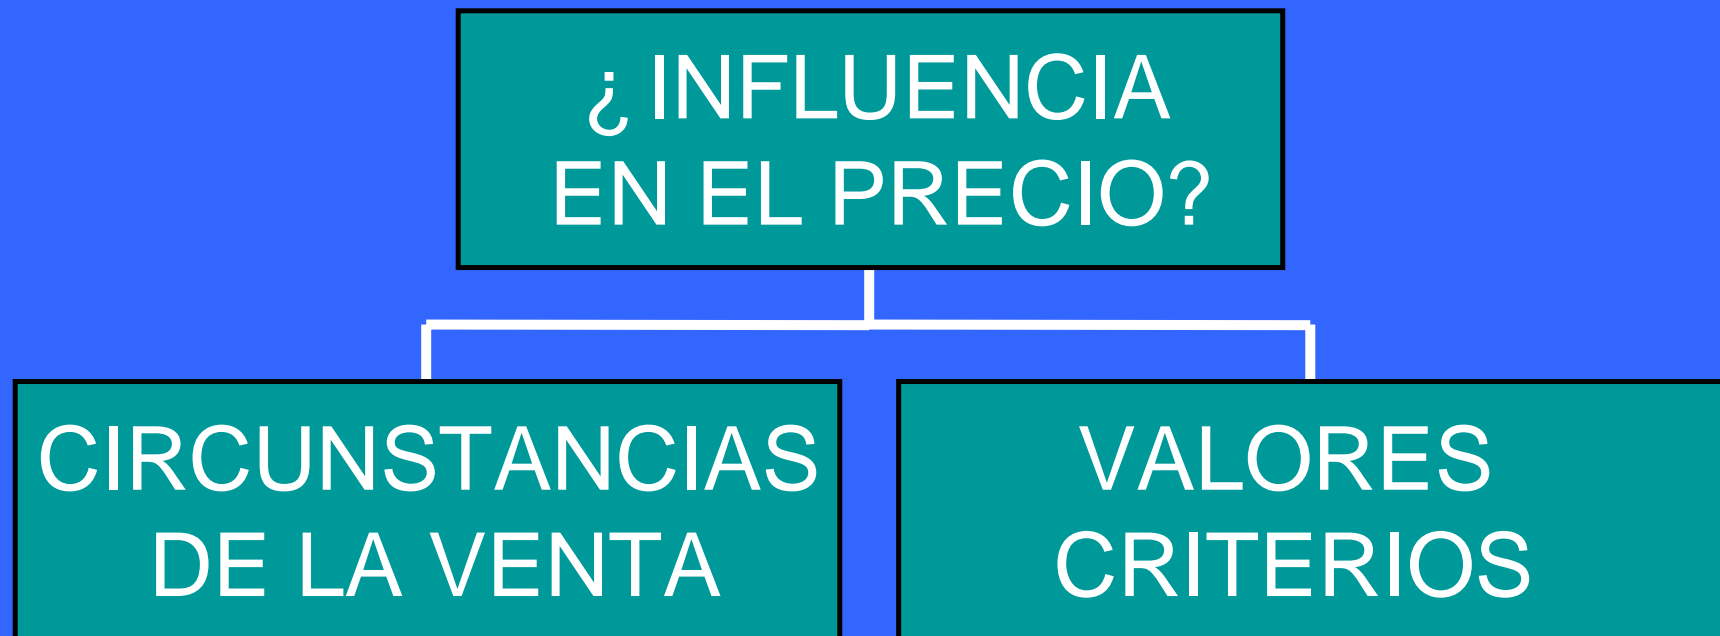 ¿ INFLUENCIA
EN EL PRECIO?
CIRCUNSTANCIAS
DE LA VENTA
VALORES
CRITERIOS